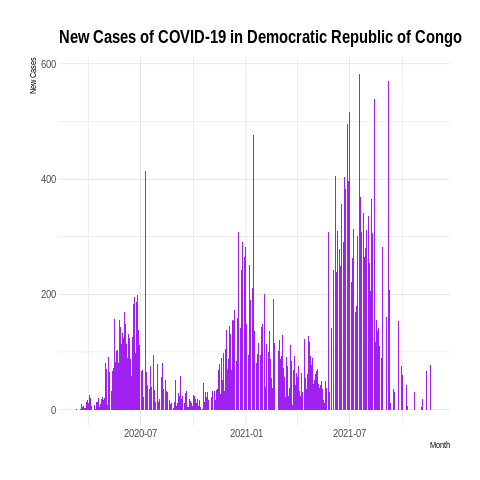 New Cases of COVID-19 in Democratic Republic of Congo
New Cases
600
400
200
0
2020-07
2021-01
2021-07
Month